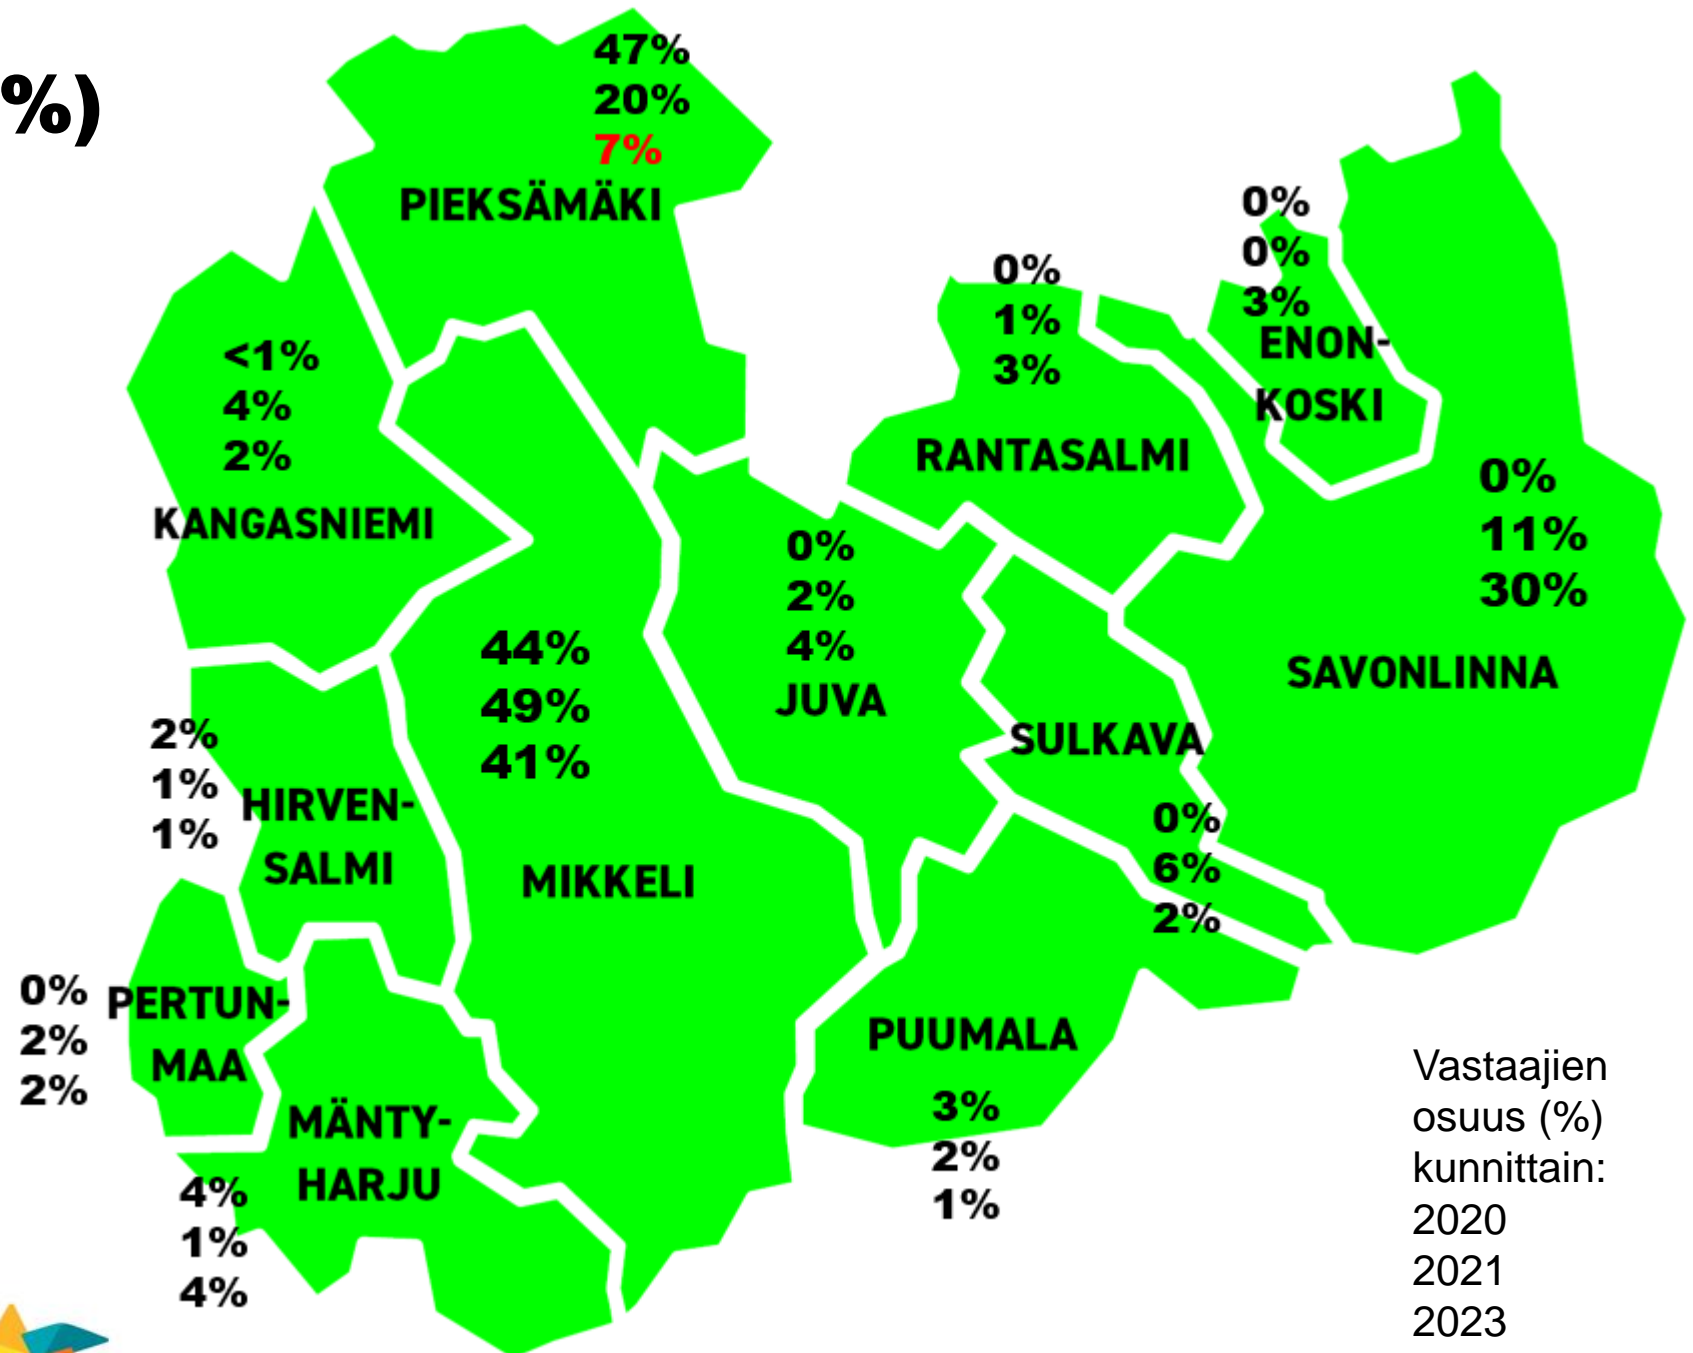 %)
47%
20%
7%
PIEKSÄMÄKI
0%
0%
3%
ENON-
KOSKI
0%
1%
3%
RANTASALMI
<1%
4%
2%
KANGASNIEMI
0%
11%
30%
SAVONLINNA
0%
2%
4%
JUVA
44%
49%
41%
MIKKELI
SULKAVA
0%
6%
2%
2%
1%
1%
HIRVEN-
SALMI
0%
2%
2%
PERTUN-
MAA
PUUMALA
3%
2%
1%
MÄNTY-
HARJU
4%
1%
4%
Vastaajien
osuus (%)
kunnittain:
2020
2021
2023